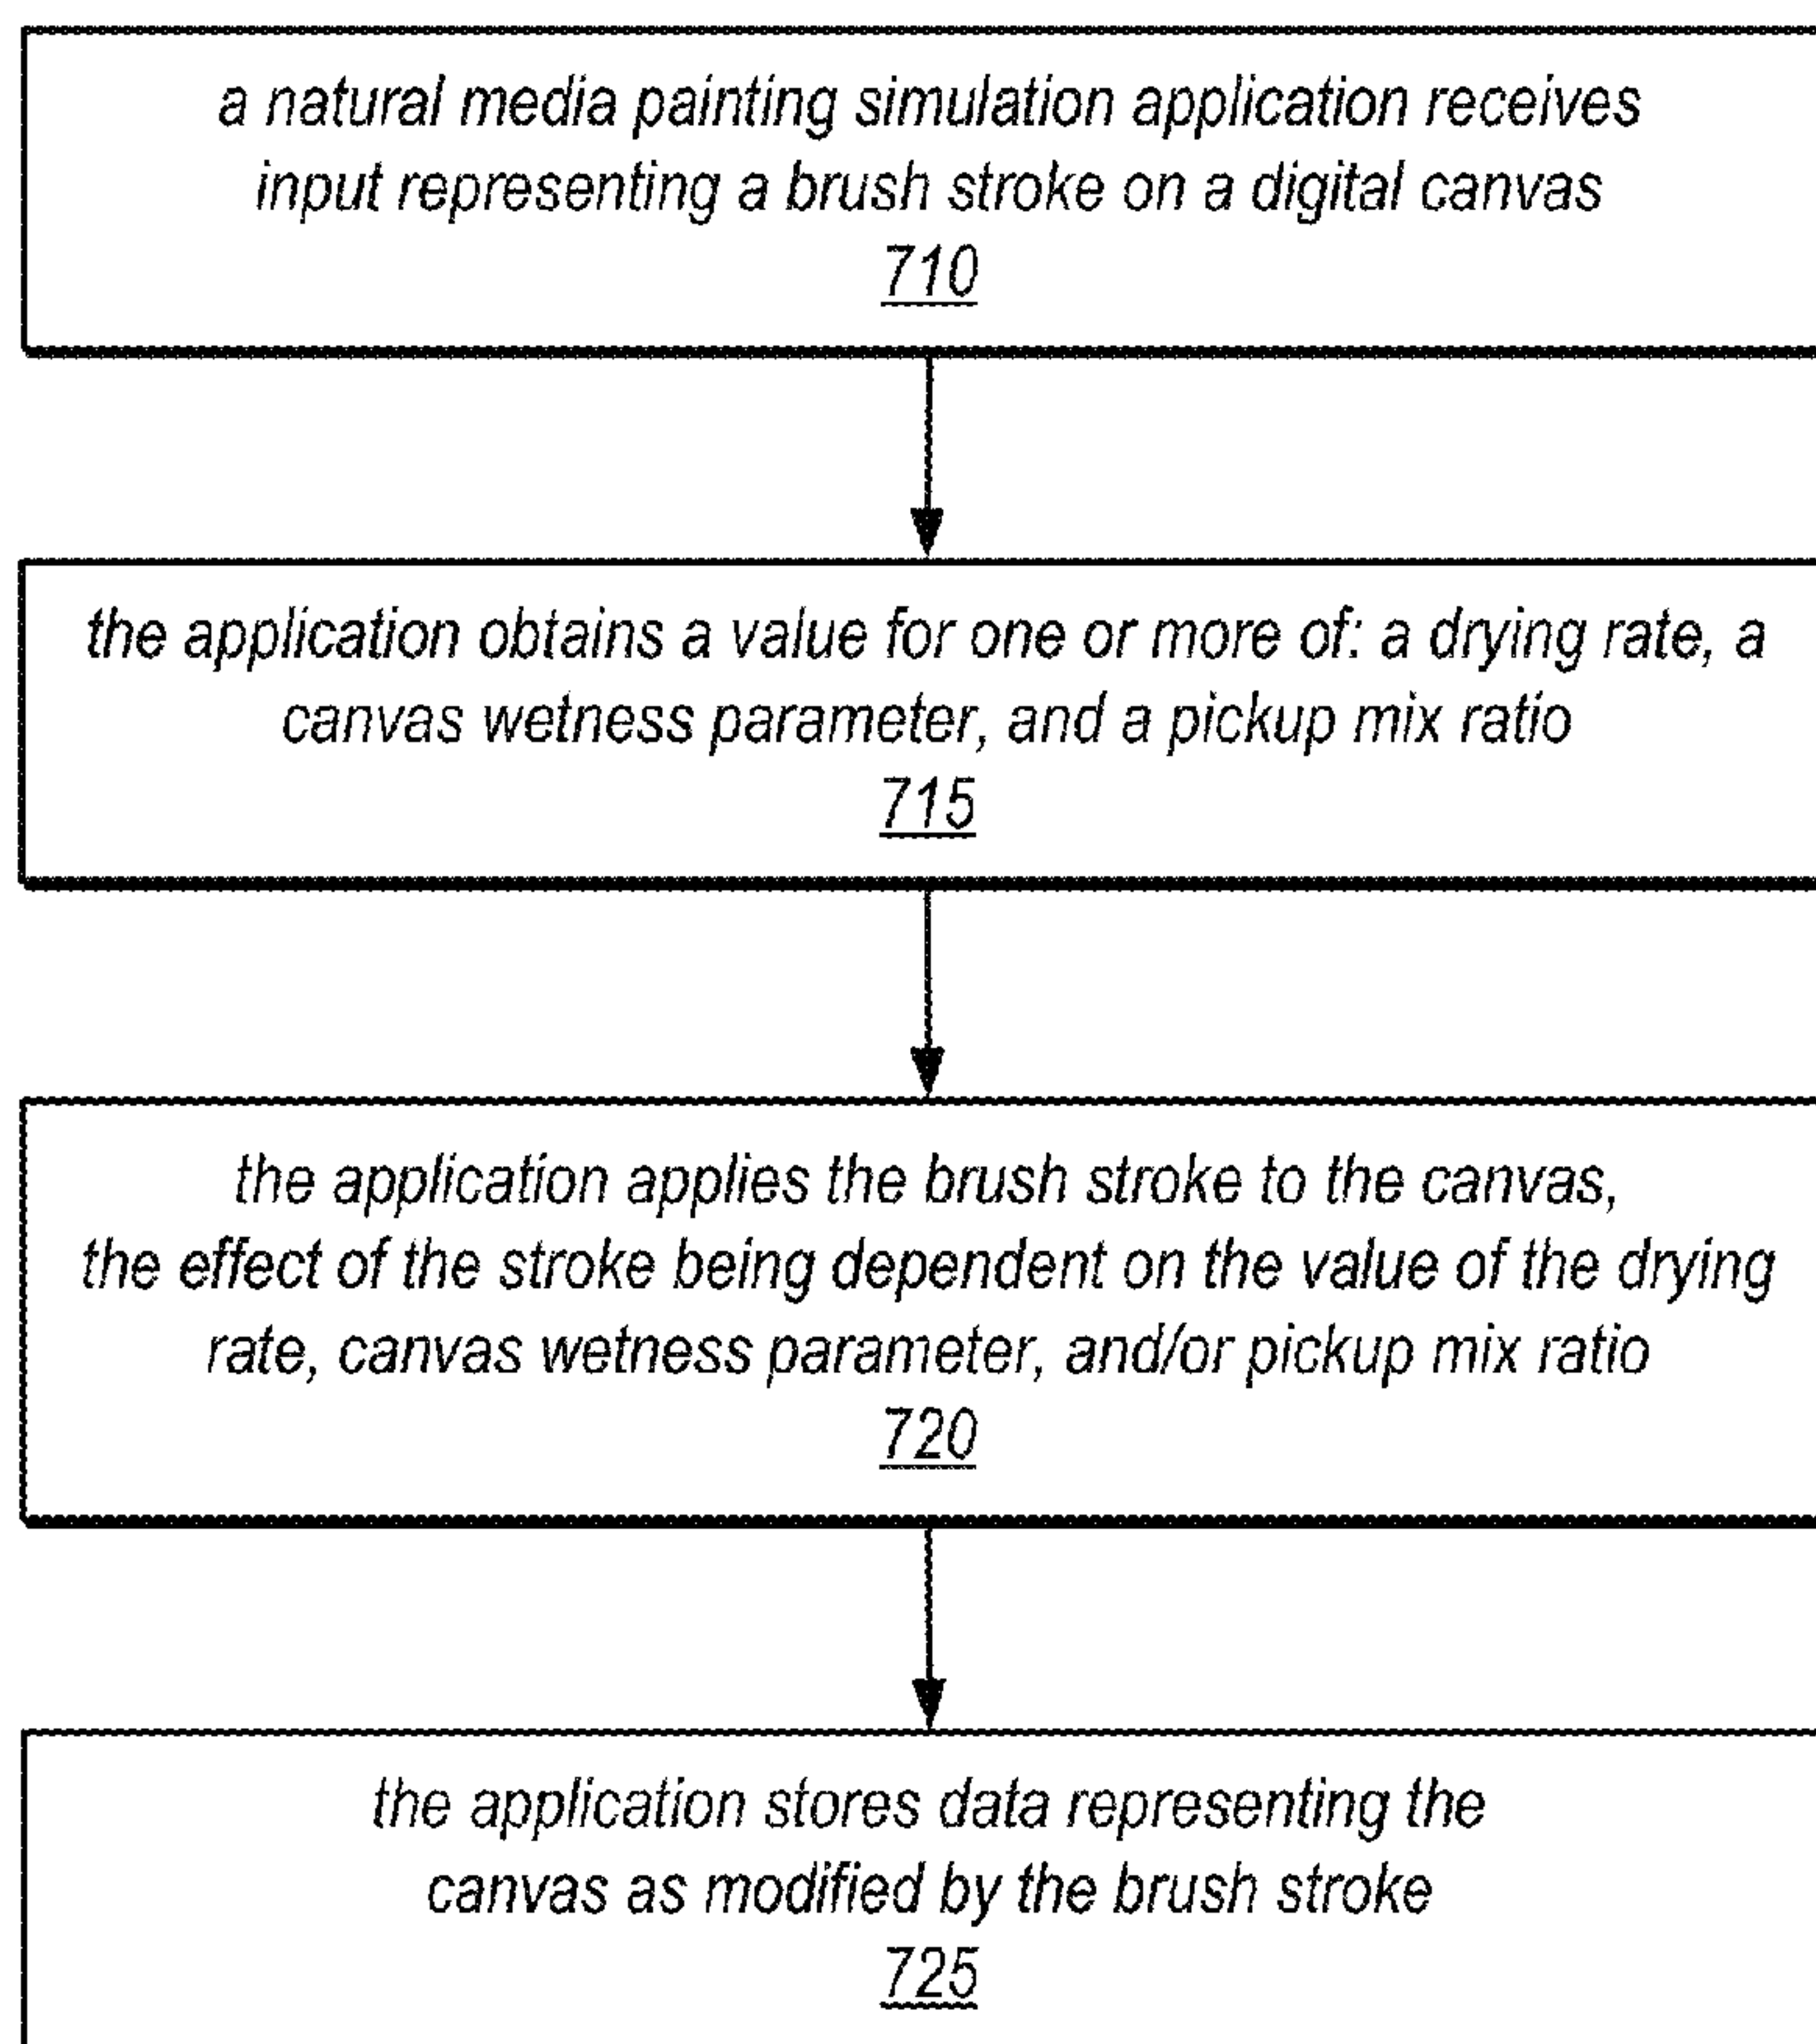 a natural media painting simulation application receives
input representing a brush stroke on a digital canvas
710
the application obtains a value for one or more of: a drying rate, a
canvas wetness parameter, and a pickup mix ratio
715
the application applies the brush stroke to the canvas,
the effect of the stroke being dependent on the value of the drying
rate, canvas wetness parameter, and/or pickup mix ratio
720
the application stores data representing the
canvas as modified by the brush stroke
725